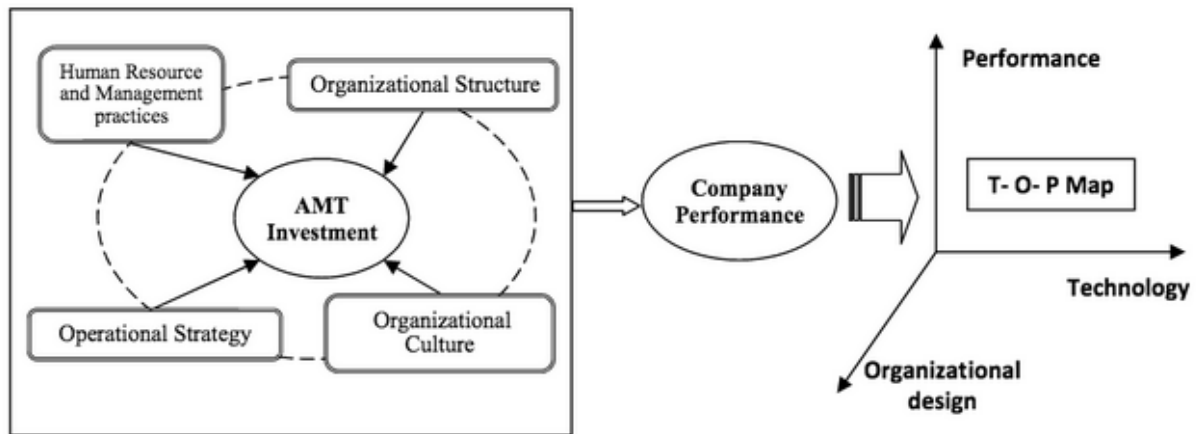 Human Resource
and Management
practices
Organizational Structure
AMT
Investment
Operational Strategy
Organizational
Culture
Company
Performance
Performance
T- O- P Map
Technology
Organizational
design